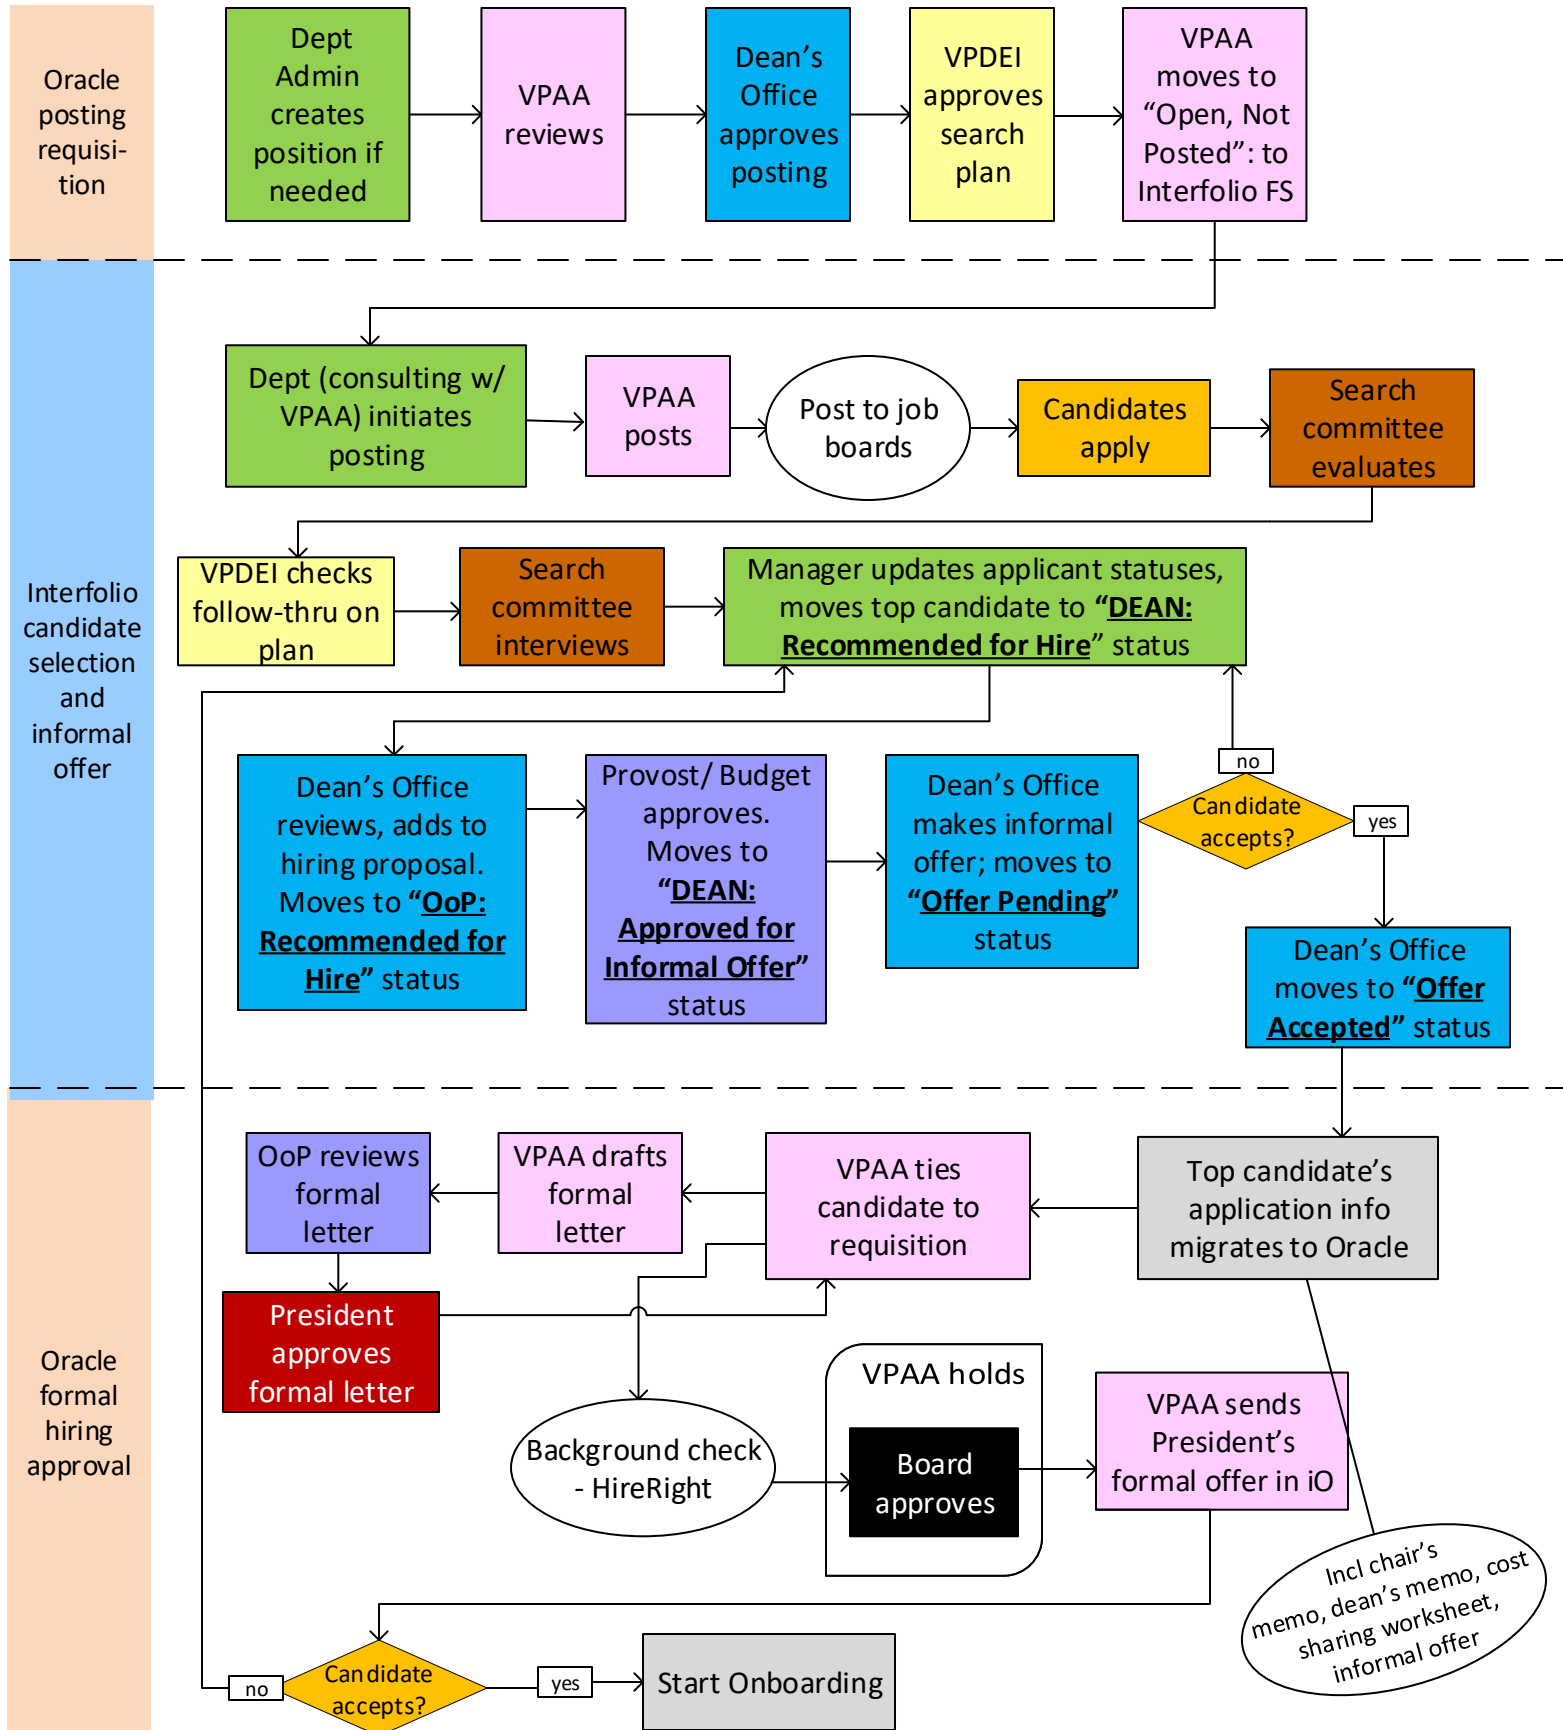 Oracle
posting
requisi-
tion
Dept
Admin
creates
position if
needed
VPAA
reviews
Dean’s
Office
approves
posting
VPDEI
approves
search
plan
VPAA
moves to
“Open, Not
Posted”: to
Interfolio FS
Interfolio
candidate
selection
and
informal
offer
Dept (consulting w/
VPAA) initiates
posting
VPAA
posts
Post to job
boards
Candidates
apply
Search
committee
evaluates
VPDEI checks
follow-thru on
plan
Search
committee
interviews
Manager updates applicant statuses,
moves top candidate to “DEAN:
Recommended for Hire” status
Dean’s Office
reviews, adds to
hiring proposal.
Moves to “OoP:
Recommended for
Hire” status
Provost/ Budget
approves.
Moves to
“DEAN:
Approved for
Informal Offer”
status
Dean’s Office
makes informal
offer; moves to
“Offer Pending”
status
no
Candidate
accepts?
yes
Dean’s Office
moves to “Offer
Accepted” status
Oracle
formal
hiring
approval
OoP reviews
formal
letter
VPAA drafts
formal
letter
VPAA ties
candidate to
requisition
Top candidate’s
application info
migrates to Oracle
President
approves
formal letter
Background check
- HireRight
VPAA holds
Board
approves
VPAA sends
President’s
formal offer in iO
Incl chair’s
memo, dean’s memo, cost
sharing worksheet,
informal offer
no
Candidate
accepts?
yes
Start Onboarding